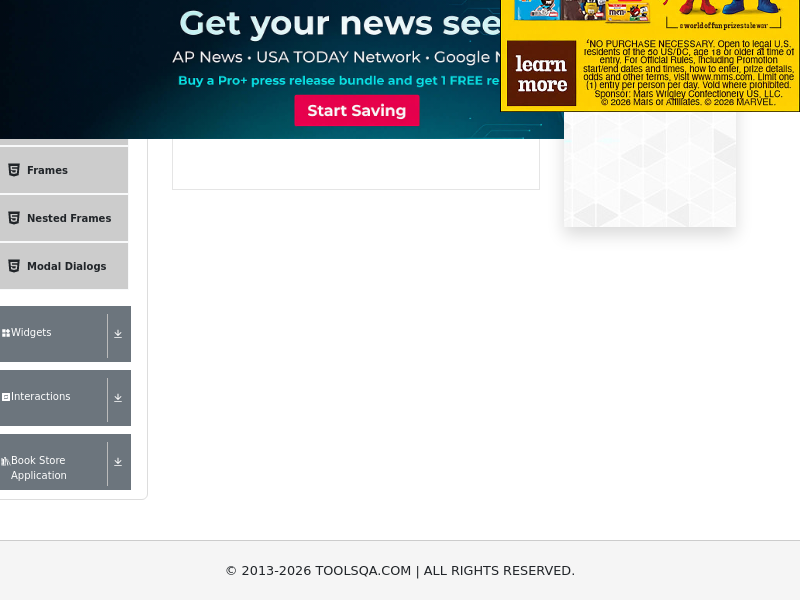 Get your news see
AP News • USA TODAY Network • Google N
Buy a Pro+ press release bundle and get 1 FREE re
Start Saving
a world of fun prizes to be won*
learn
more
*NO PURCHASE NECESSARY. Open to legal U.S.
residents of the 50 US/DC, age 18 or older at time of
entry. For Official Rules, including Promotion
start/end dates and times, how to enter, prize details,
odds and other terms, visit www.mms.com. Limit one
(1) entry per person per day. Void where prohibited.
Sponsor: Mars Wrigley Confectionery US, LLC.
© 2026 Mars or Affiliates. © 2026 MARVEL.
Frames
Nested Frames
Modal Dialogs
Widgets
Interactions
Book Store
Application
© 2013-2026 TOOLSQA.COM | ALL RIGHTS RESERVED.